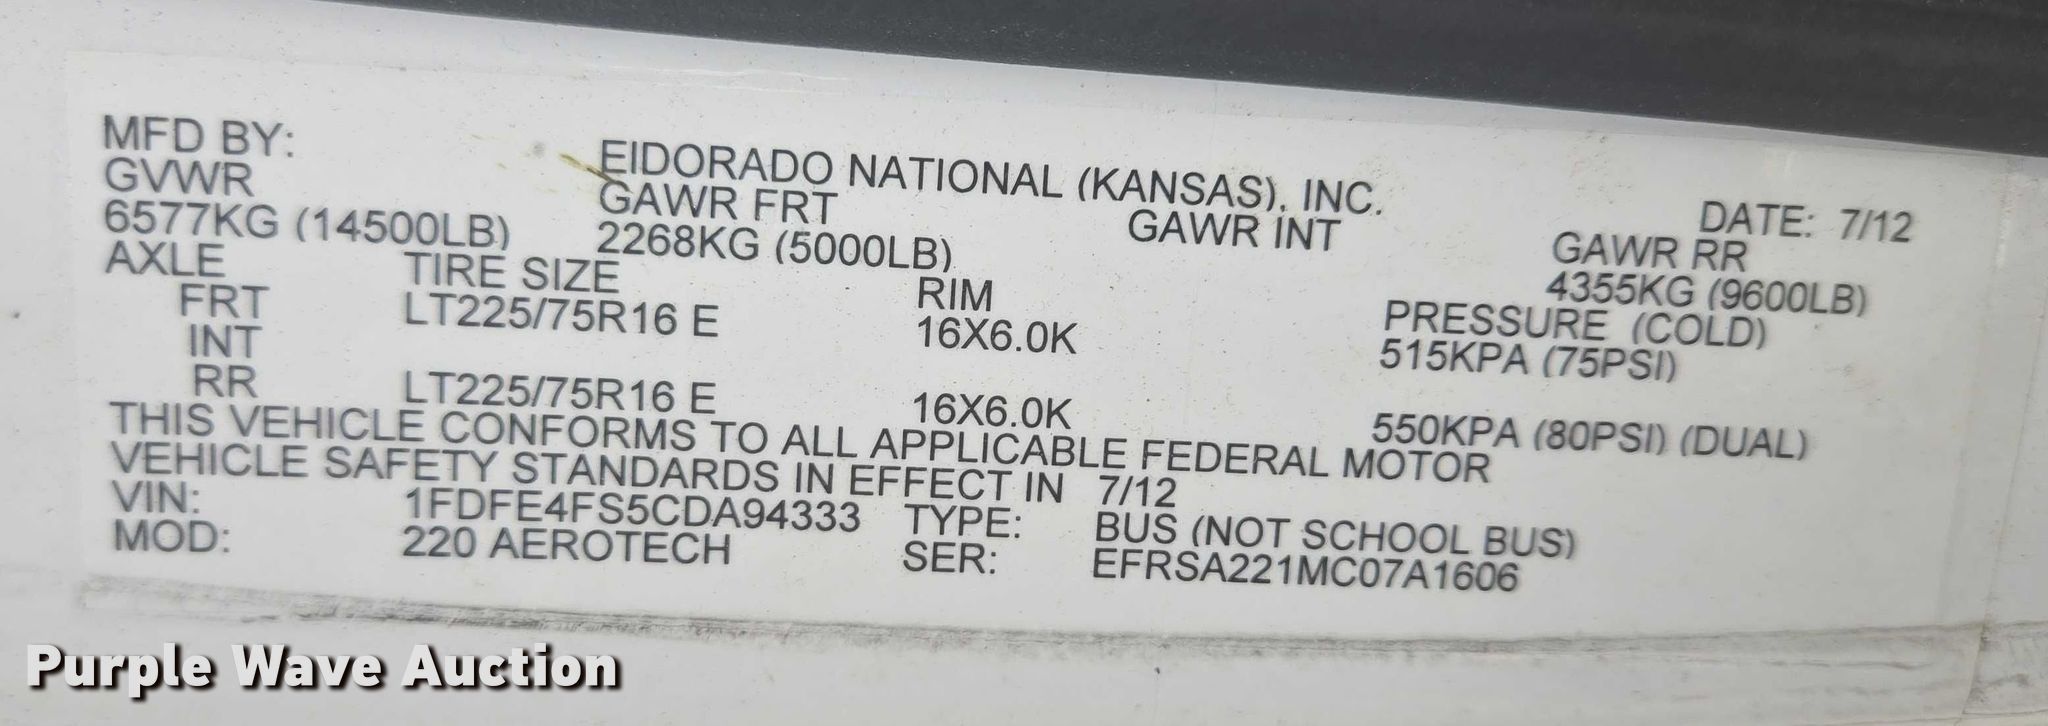 MFD BY: EIDORADO NATIONAL (KANSAS), INC. DATE: 7/12
GVWR GAWR FRT GAWR INT GAWR RR
6577KG (14500LB) 2268KG (5000LB) 4355KG (9600LB)
AXLE TIRE SIZE RIM PRESSURE (COLD)
FRT LT225/75R16 E 16X6.0K 515KPA (75PSI)
INT
RR LT225/75R16 E 16X6.0K 550KPA (80PSI) (DUAL)
THIS VEHICLE CONFORMS TO ALL APPLICABLE FEDERAL MOTOR
VEHICLE SAFETY STANDARDS IN EFFECT IN 7/12
VIN: 1FDFE4FS5CDA94333 TYPE: BUS (NOT SCHOOL BUS)
MOD: 220 AEROTECH SER: EFRSA221MC07A1606
Purple Wave Auction